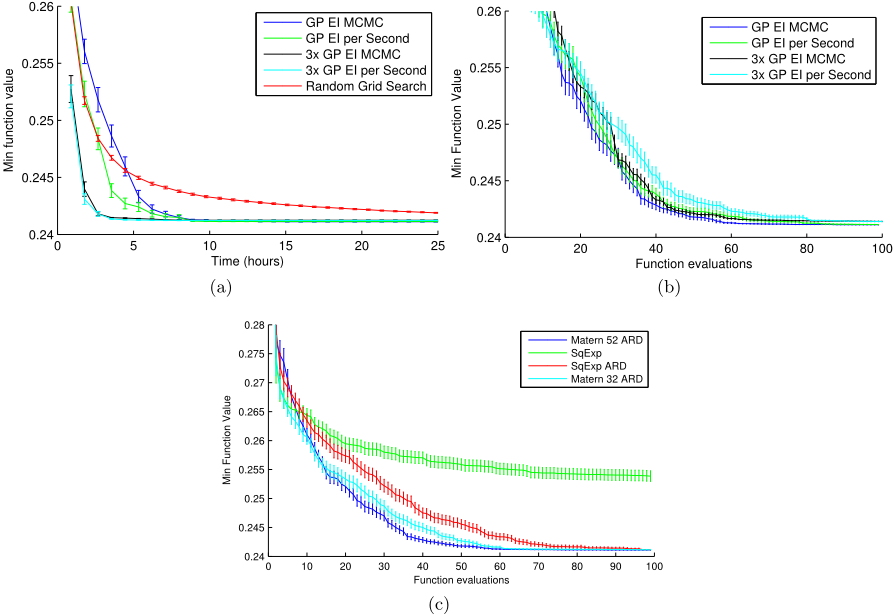 0.26
0.255
0.25
0.245
0.24
Min function value
0
5
10
15
20
25
Time (hours)
GP EI MCMC
GP EI per Second
3x GP EI MCMC
3x GP EI per Second
Random Grid Search
(a)
0.26
0.255
0.25
0.245
0.24
Min Function Value
0
20
40
60
80
100
Function evaluations
GP EI MCMC
GP EI per Second
3x GP EI MCMC
3x GP EI per Second
(b)
0.28
0.275
0.27
0.265
0.26
0.255
0.25
0.245
0.24
Min Function Value
0
10
20
30
40
50
60
70
80
90
100
Function evaluations
Matern 52 ARD
SqExp
SqExp ARD
Matern 32 ARD
(c)